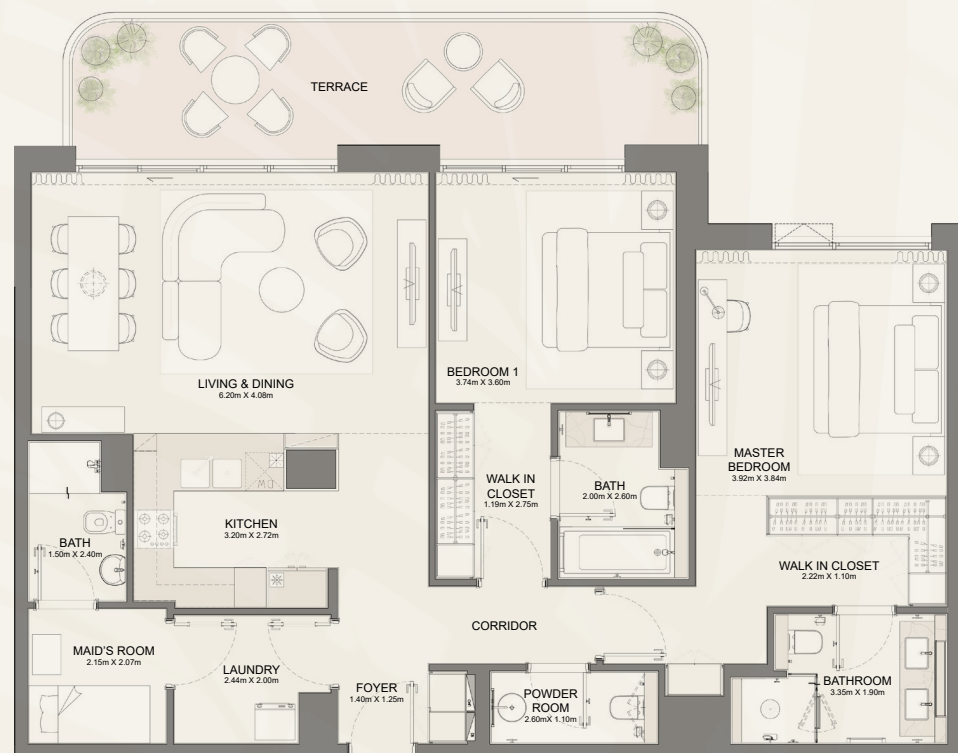 TERRACE
LIVING & DINING
6.20m X 4.08m
BEDROOM 1
3.74m X 3.60m
MASTER
BEDROOM
3.92m X 3.84m
WALK IN
CLOSET
1.19m X 2.75m
BATH
2.00m X 2.60m
DW
KITCHEN
3.20m X 2.72m
BATH
1.50m X 2.40m
WALK IN CLOSET
2.22m X 1.10m
CORRIDOR
MAID'S ROOM
2.15m X 2.07m
LAUNDRY
2.44m X 2.00m
FOYER
1.40m X 1.25m
POWDER
ROOM
2.60mX 1.10m
BATHROOM
3.35m X 1.90m